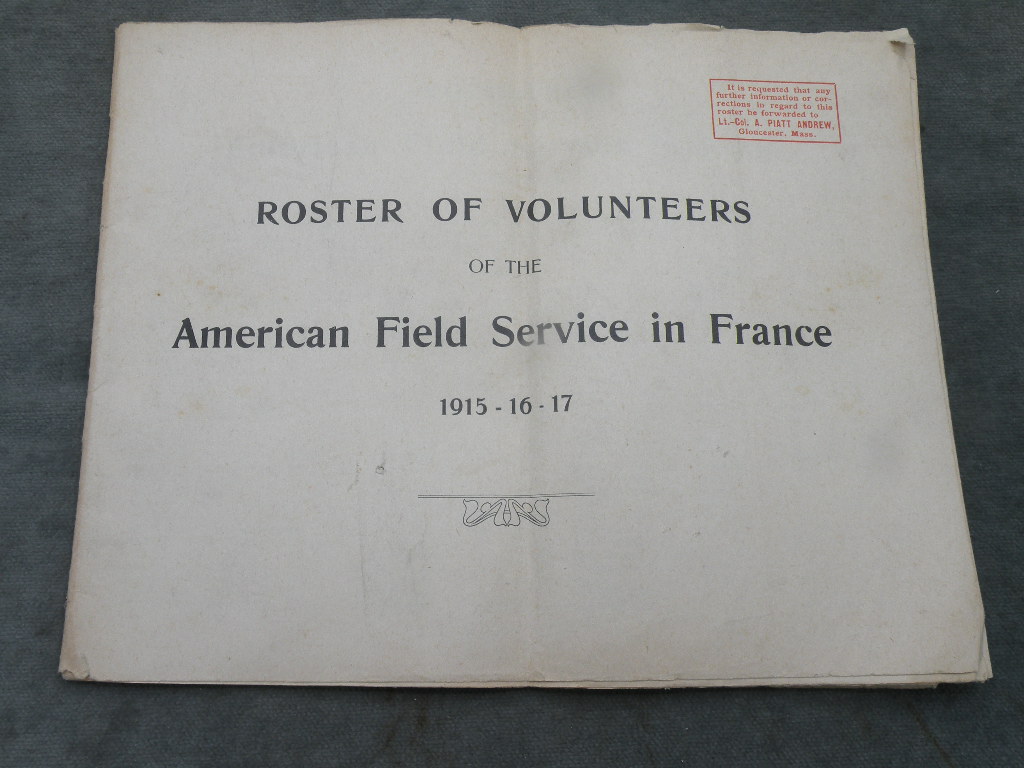 It is requested that any
further information or cor-
rections in regard to this
roster be forwarded to
Lt.-Col. A. PIATT ANDREW,
Gloucester, Mass.
ROSTER OF VOLUNTEERS
OF THE
American Field Service in France
1915 - 16 - 17